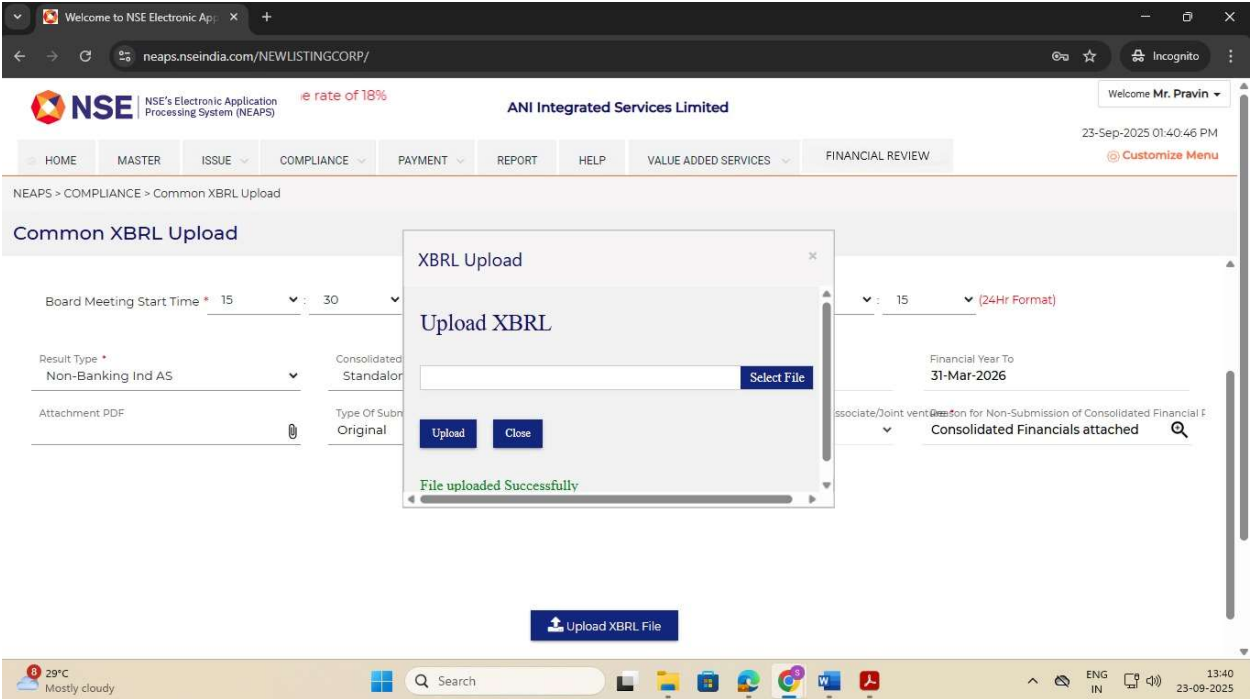 Welcome to NSE Electronic App
neaps.nseindia.com/NEWLISTINGCORP/
Incognito
NSE
NSE's Electronic Application
Processing System (NEAPS)
e rate of 18%
ANI Integrated Services Limited
Welcome Mr. Pravin
23-Sep-2025 01:40:46 PM
HOME MASTER ISSUE COMPLIANCE PAYMENT REPORT HELP VALUE ADDED SERVICES FINANCIAL REVIEW
Customize Menu
NEAPS > COMPLIANCE > Common XBRL Upload
Common XBRL Upload
XBRL Upload ×
Board Meeting Start Time * 15 : 30 : 15 (24Hr Format)
Upload XBRL
Result Type *
Non-Banking Ind AS
Consolidated
Standalon
Financial Year To
31-Mar-2026
Select File
Attachment PDF
Type Of Subm
Original
ssociate/Joint venture
Reason for Non-Submission of Consolidated Financial F
Consolidated Financials attached
Upload Close
File uploaded Successfully
Upload XBRL File
8
29°C
Mostly cloudy
Search
ENG
IN
13:40
23-09-2025